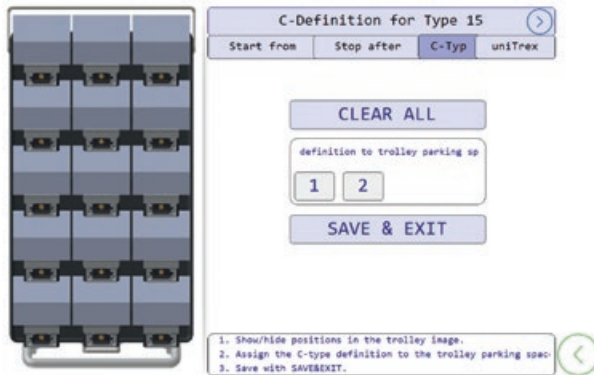 C-Definition for Type 15
Start from Stop after C-Typ uniTrex
CLEAR ALL
definition to trolley parking sp
1 2
SAVE & EXIT
1. Show/hide positions in the trolley image.
2. Assign the C-type definition to the trolley parking spac
3. Save with SAVE&EXIT.